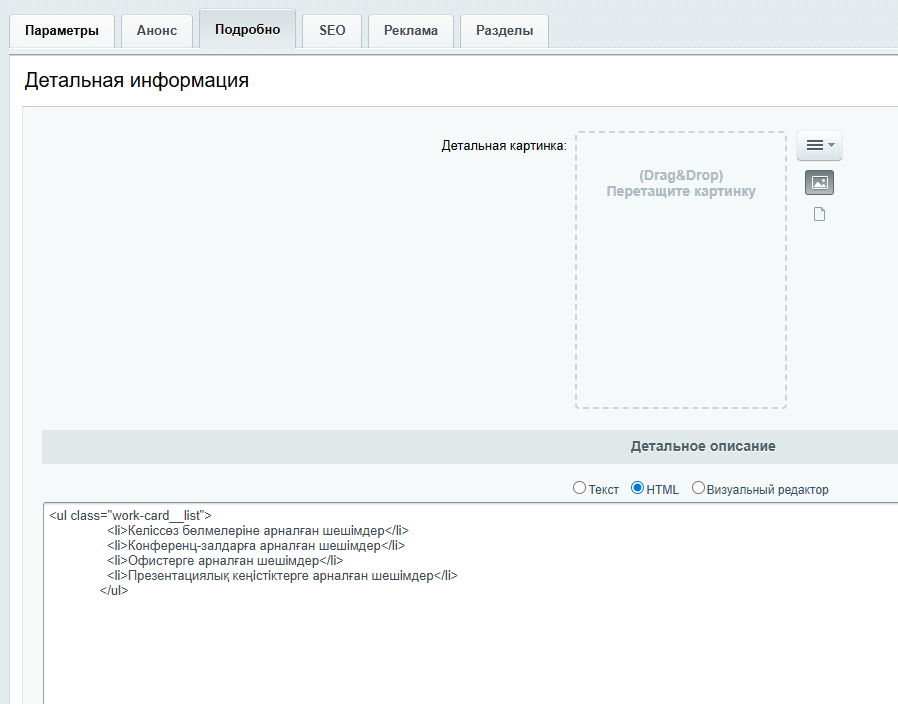 Параметры Анонс Подробно SEO Реклама Разделы
Детальная информация
Детальная картинка:
(Drag&Drop)
Перетащите картинку
Детальное описание
Текст HTML Визуальный редактор
<ul class="work-card__list">
<li>Келіссөз бөлмелеріне арналған шешімдер</li>
<li>Конференц-залдарға арналған шешімдер</li>
<li>Офистерге арналған шешімдер</li>
<li>Презентациялық кеңістіктерге арналған шешімдер</li>
</ul>